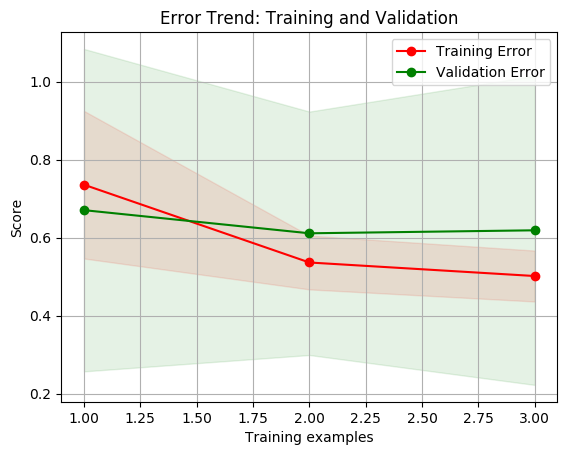 Error Trend: Training and Validation
Training Error
Validation Error
1.0
0.8
0.6
0.4
0.2
Score
1.00 1.25 1.50 1.75 2.00 2.25 2.50 2.75 3.00
Training examples